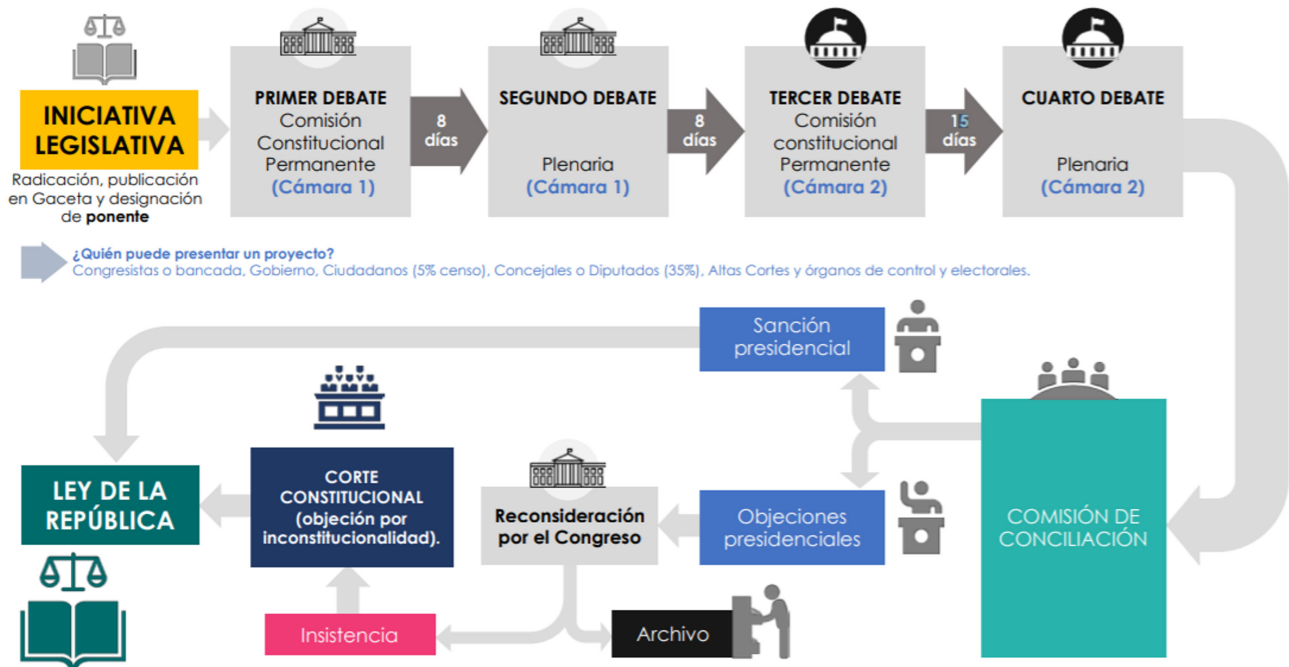 INICIATIVA
LEGISLATIVA
Radicación, publicación
en Gaceta y designación
de ponente
PRIMER DEBATE
Comisión
Constitucional
Permanente
(Cámara 1)
8
días
SEGUNDO DEBATE
Plenaria
(Cámara 1)
8
días
TERCER DEBATE
Comisión
constitucional
Permanente
(Cámara 2)
15
días
CUARTO DEBATE
Plenaria
(Cámara 2)
¿Quién puede presentar un proyecto?
Congresistas o bancada, Gobierno, Ciudadanos (5% censo), Concejales o Diputados (35%), Altas Cortes y órganos de control y electorales.
Sanción
presidencial
LEY DE LA
REPÚBLICA
CORTE
CONSTITUCIONAL
(objeción por
inconstitucionalidad).
Reconsideración
por el Congreso
Objeciones
presidenciales
COMISIÓN DE
CONCILIACIÓN
Insistencia
Archivo